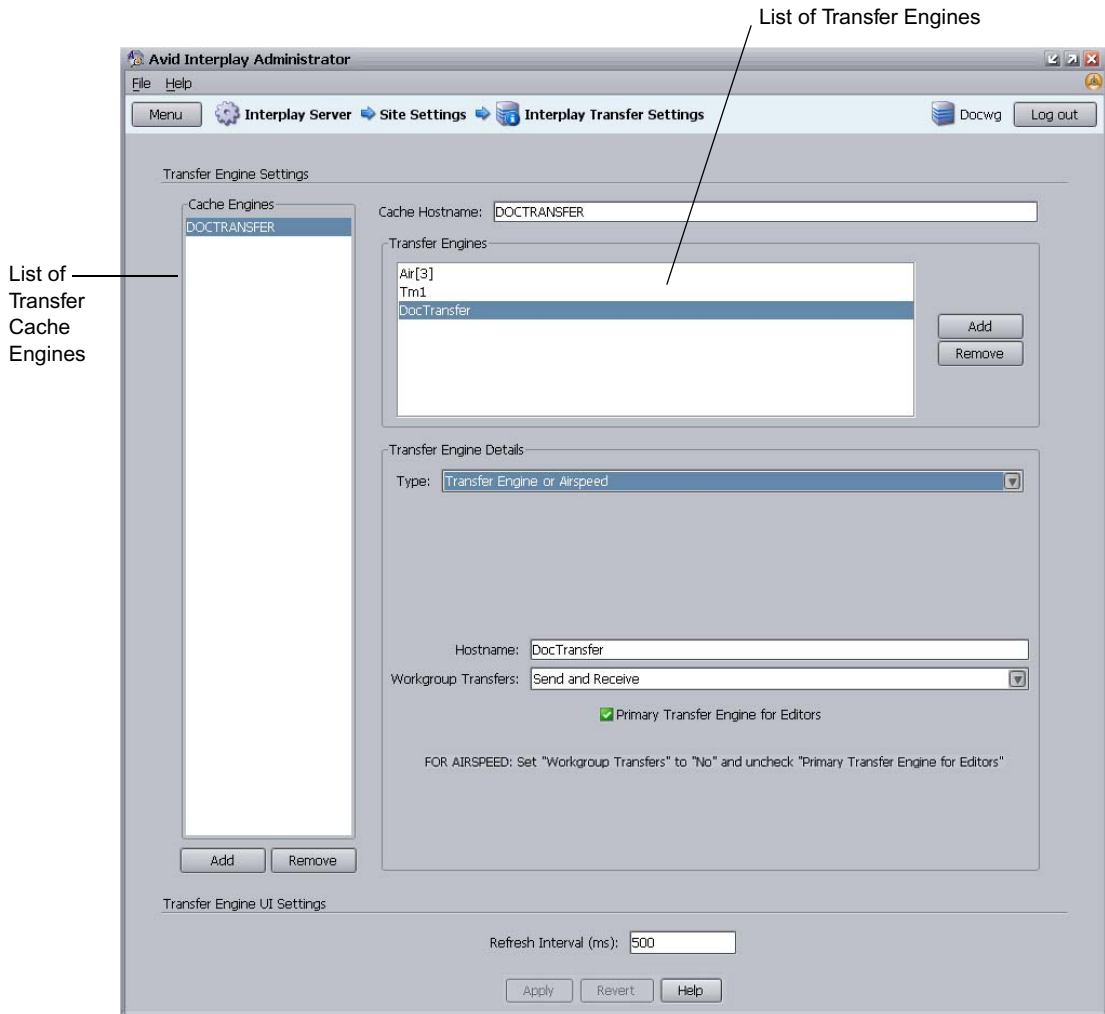 List of Transfer Engines
Avid Interplay Administrator
File Help
Menu Interplay Server Site Settings Interplay Transfer Settings Docwg Log out
Transfer Engine Settings
Cache Engines
DOCTRANSFER
Cache Hostname: DOCTRANSFER
Transfer Engines
Air[3]
Tm1
DocTransfer
Add
Remove
List of
Transfer
Cache
Engines
Transfer Engine Details
Type: Transfer Engine or Airspeed
Hostname: DocTransfer
Workgroup Transfers: Send and Receive
Primary Transfer Engine for Editors
FOR AIRSPEED: Set "Workgroup Transfers" to "No" and uncheck "Primary Transfer Engine for Editors"
Add Remove
Transfer Engine UI Settings
Refresh Interval (ms): 500
Apply Revert Help